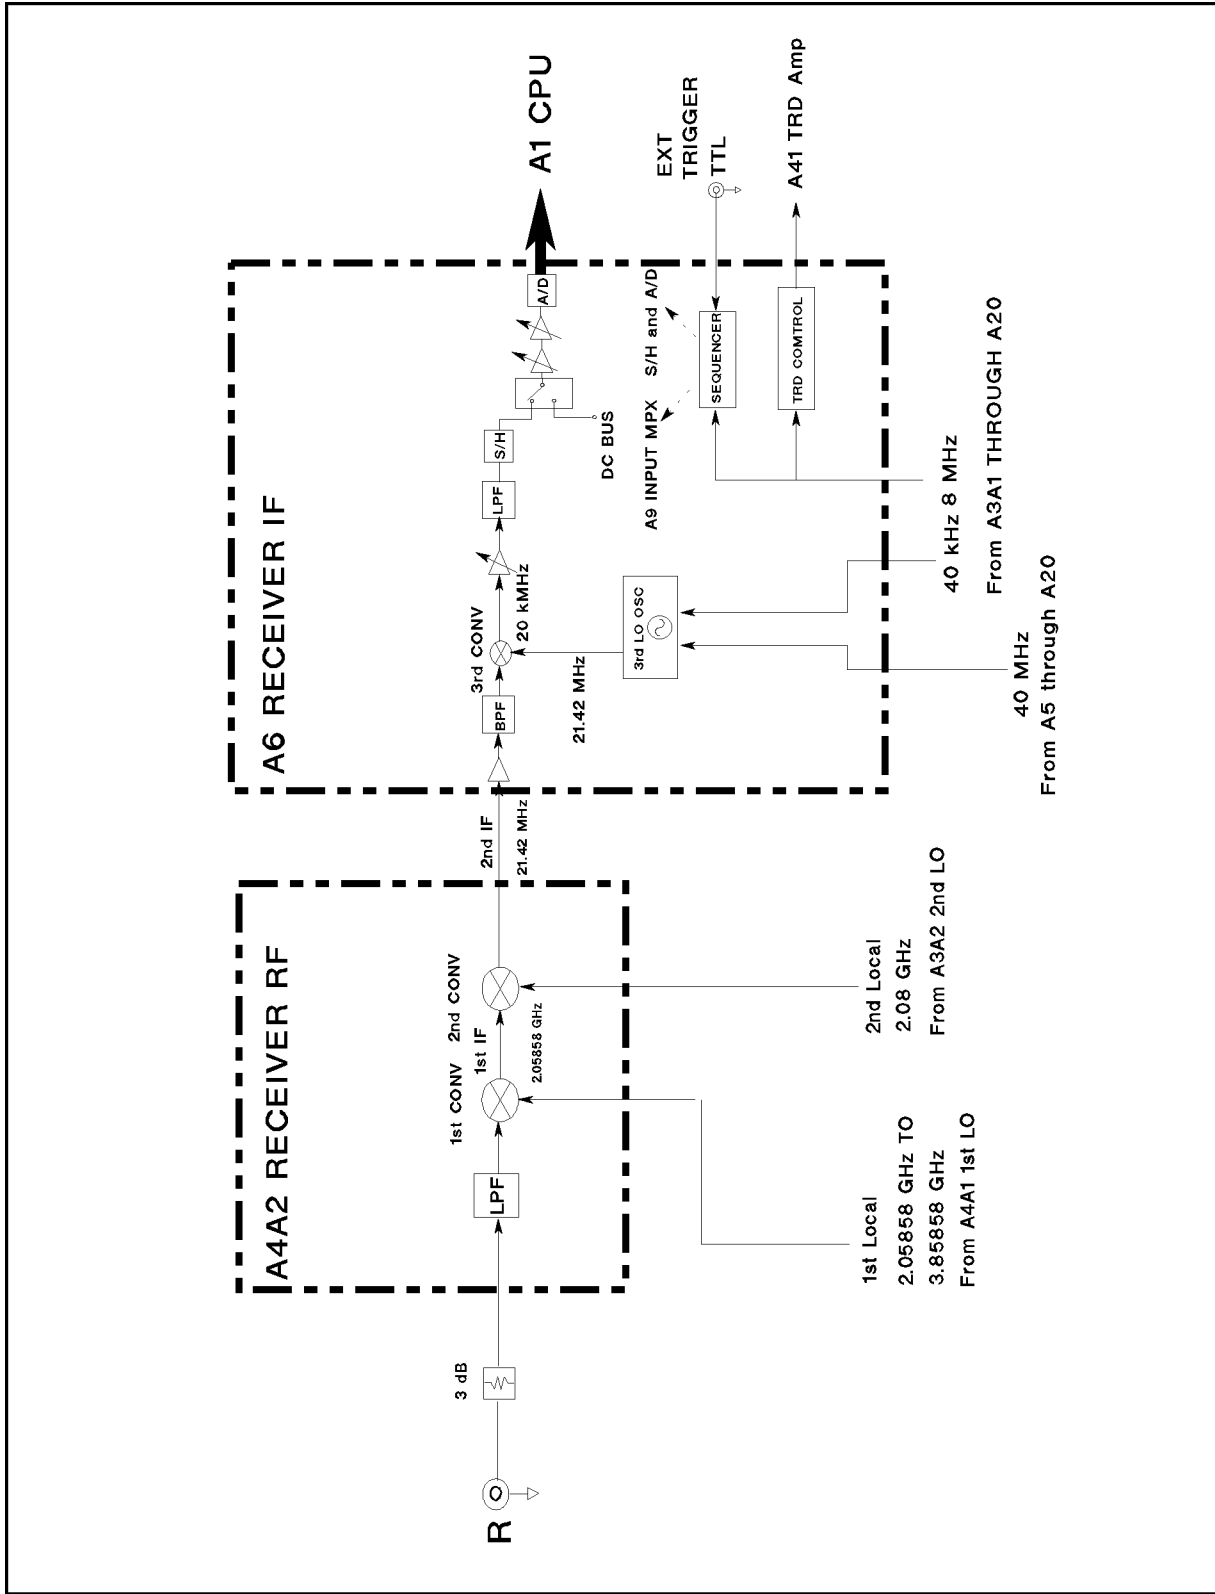 R
3 dB
A4A2 RECEIVER RF
LPF
1st CONV
1st IF
2nd CONV
2.05858 GHz
1st Local
2.05858 GHz TO
3.85858 GHz
From A4A1 1st LO
2nd Local
2.08 GHz
From A3A2 2nd LO
2nd IF
21.42 MHz
A6 RECEIVER IF
BPF
3rd CONV
20 kMHz
21.42 MHz
3rd LO OSC
LPF
S/H
DC BUS
A/D
A1 CPU
A9 INPUT MPX
S/H and A/D
SEQUENCER
EXT
TRIGGER
TTL
TRD COMTROL
A41 TRD Amp
40 MHz
From A5 through A20
40 kHz 8 MHz
From A3A1 THROUGH A20